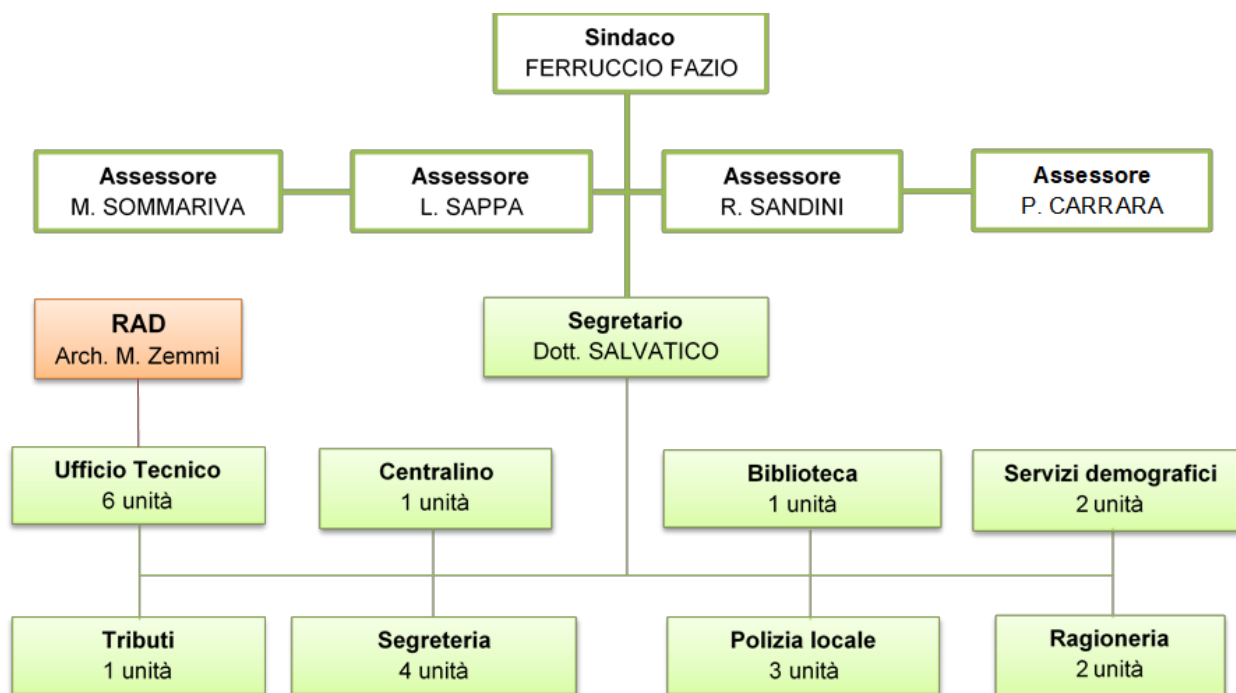 Sindaco
FERRUCCIO FAZIO
Assessore
M. SOMMARIVA
Assessore
L. SAPPA
Assessore
R. SANDINI
Assessore
P. CARRARA
RAD
Arch. M. Zemmi
Segretario
Dott. SALVATICO
Ufficio Tecnico
6 unità
Centralino
1 unità
Biblioteca
1 unità
Servizi demografici
2 unità
Tributi
1 unità
Segreteria
4 unità
Polizia locale
3 unità
Ragioneria
2 unità